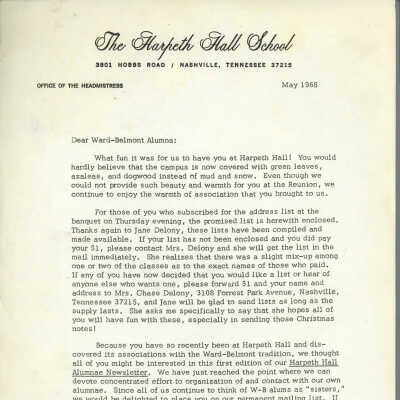 The Harpeth Hall School
3801 HOBBS ROAD / NASHVILLE, TENNESSEE 37215
OFFICE OF THE HEADMISTRESS
May 1968
Dear Ward-Belmont Alumna:
What fun it was for us to have you at Harpeth Hall! You would
hardly believe that the campus is now covered with green leaves,
azaleas, and dogwood instead of mud and snow. Even though we
could not provide such beauty and warmth for you at the Reunion, we
continue to enjoy the warmth of association that you brought to us.
For those of you who subscribed for the address list at the
banquet on Thursday evening, the promised list is herewith enclosed.
Thanks again to Jane Delony, these lists have been compiled and
made available. If your list has not been enclosed and you did pay
your $1, please contact Mrs. Delony and she will get the list in the
mail immediately. She realizes that there was a slight mix-up among
one or two of the classes as to the exact names of those who paid.
If any of you have now decided that you would like a list or hear of
anyone else who wants one, please forward $1 and your name and
address to Mrs. Chase Delony, 3108 Forrest Park Avenue, Nashville,
Tennessee 37215, and Jane will be glad to send lists as long as the
supply lasts. She asks me specifically to say that she hopes all of
you will have fun with these, especially in sending those Christmas
notes!
Because you have so recently been at Harpeth Hall and dis-
covered its associations with the Ward-Belmont tradition, we thought
all of you might be interested in this first edition of our Harpeth Hall
Alumnae Newsletter. We have just reached the point where we can
devote concentrated effort to organization of and contact with our own
alumnae. Since all of us continue to think of W-B alums as "sisters,"
we would be delighted to place you on our permanent mailing list. If